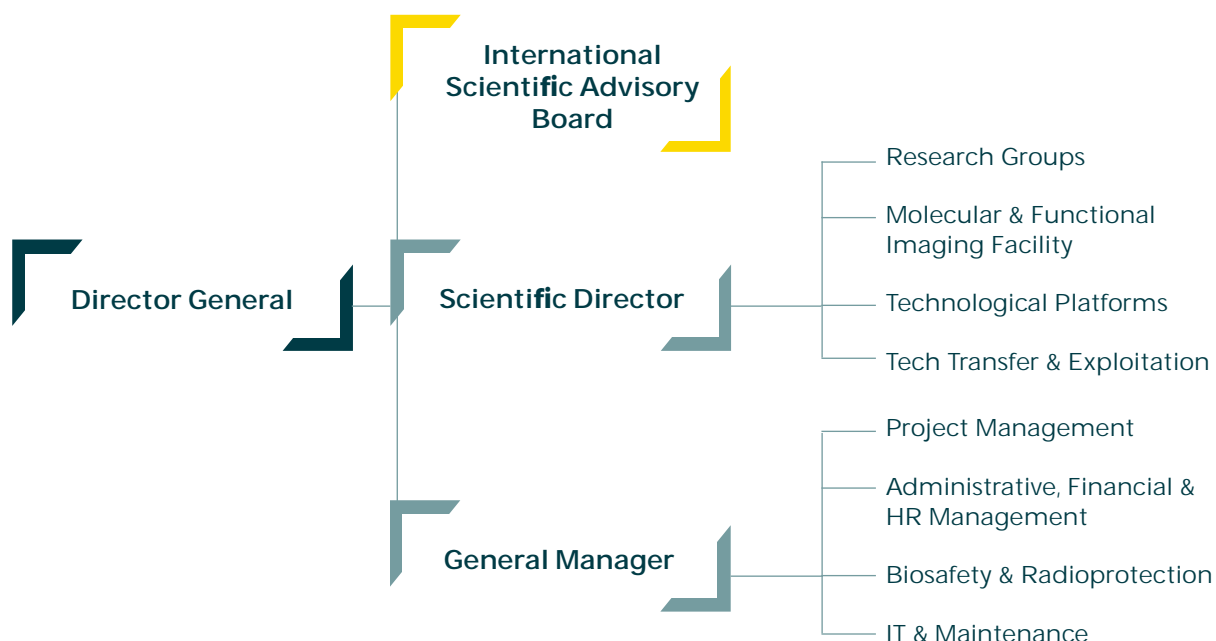 International
Scientific Advisory
Board
Director General
Scientific Director
General Manager
Research Groups
Molecular & Functional
Imaging Facility
Technological Platforms
Tech Transfer & Exploitation
Project Management
Administrative, Financial &
HR Management
Biosafety & Radioprotection
IT & Maintenance